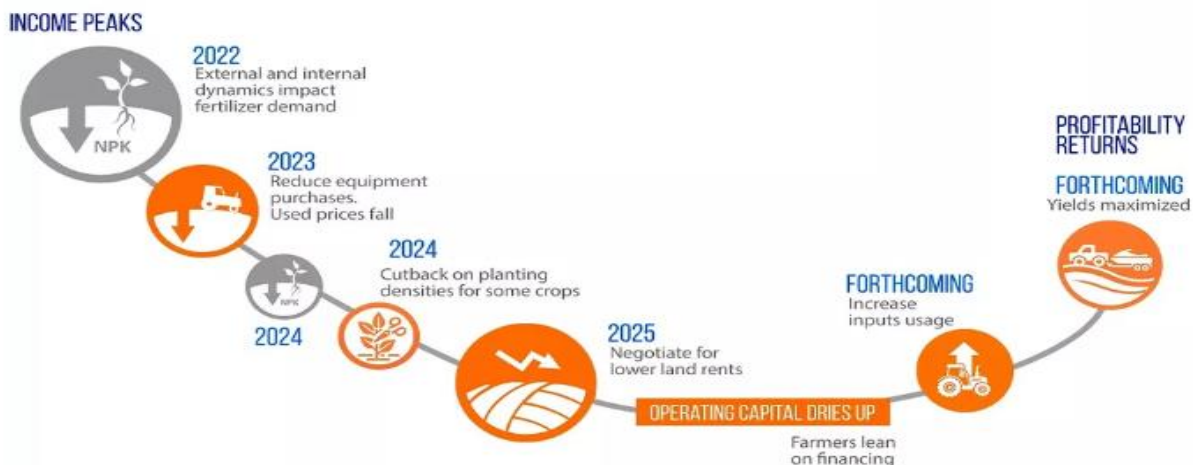 INCOME PEAKS
2022
External and internal
dynamics impact
fertilizer demand
NPK
2023
Reduce equipment
purchases.
Used prices fall
NPK
2024
2024
Cutback on planting
densities for some crops
2025
Negotiate for
lower land rents
OPERATING CAPITAL DRIES UP
Farmers lean
on financing
FORTHCOMING
Increase
inputs usage
PROFITABILITY
RETURNS
FORTHCOMING
Yields maximized